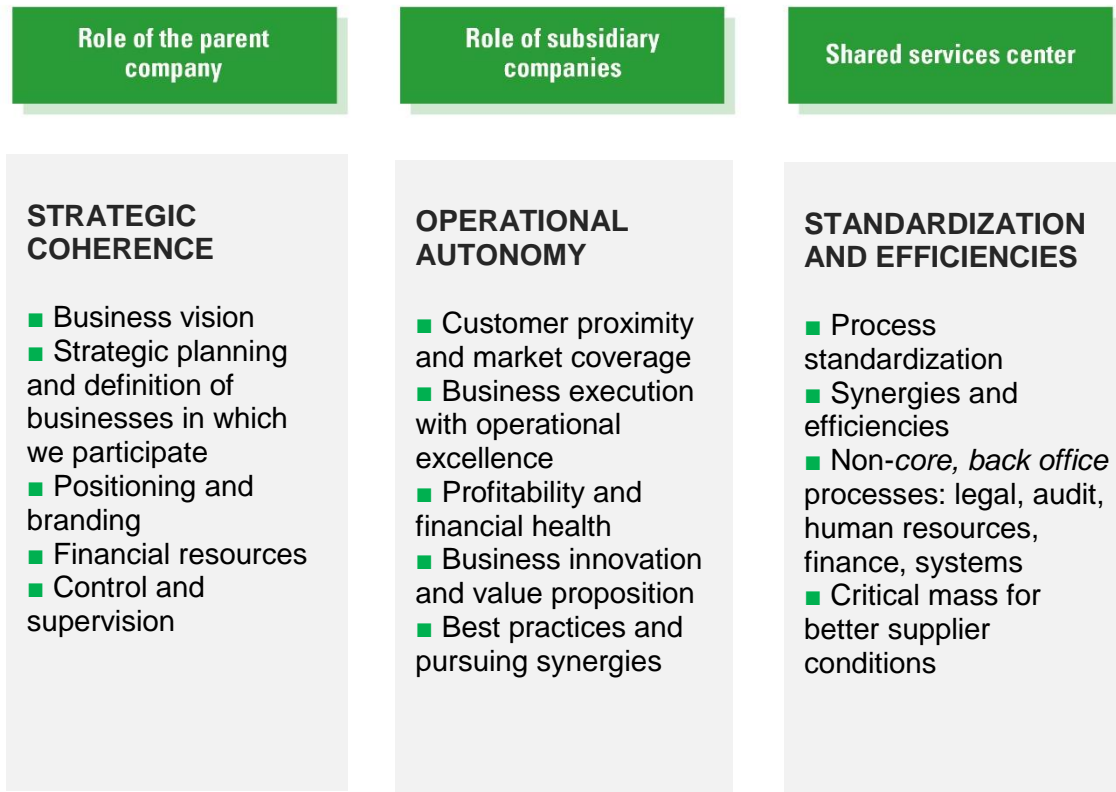 Role of the parent
company
STRATEGIC
COHERENCE
■ Business vision
■ Strategic planning
and definition of
businesses in which
we participate
■ Positioning and
branding
■ Financial resources
■ Control and
supervision
Role of subsidiary
companies
OPERATIONAL
AUTONOMY
■ Customer proximity
and market coverage
■ Business execution
with operational
excellence
■ Profitability and
financial health
■ Business innovation
and value proposition
■ Best practices and
pursuing synergies
Shared services center
STANDARDIZATION
AND EFFICIENCIES
■ Process
standardization
■ Synergies and
efficiencies
■ Non-core, back office
processes: legal, audit,
human resources,
finance, systems
■ Critical mass for
better supplier
conditions